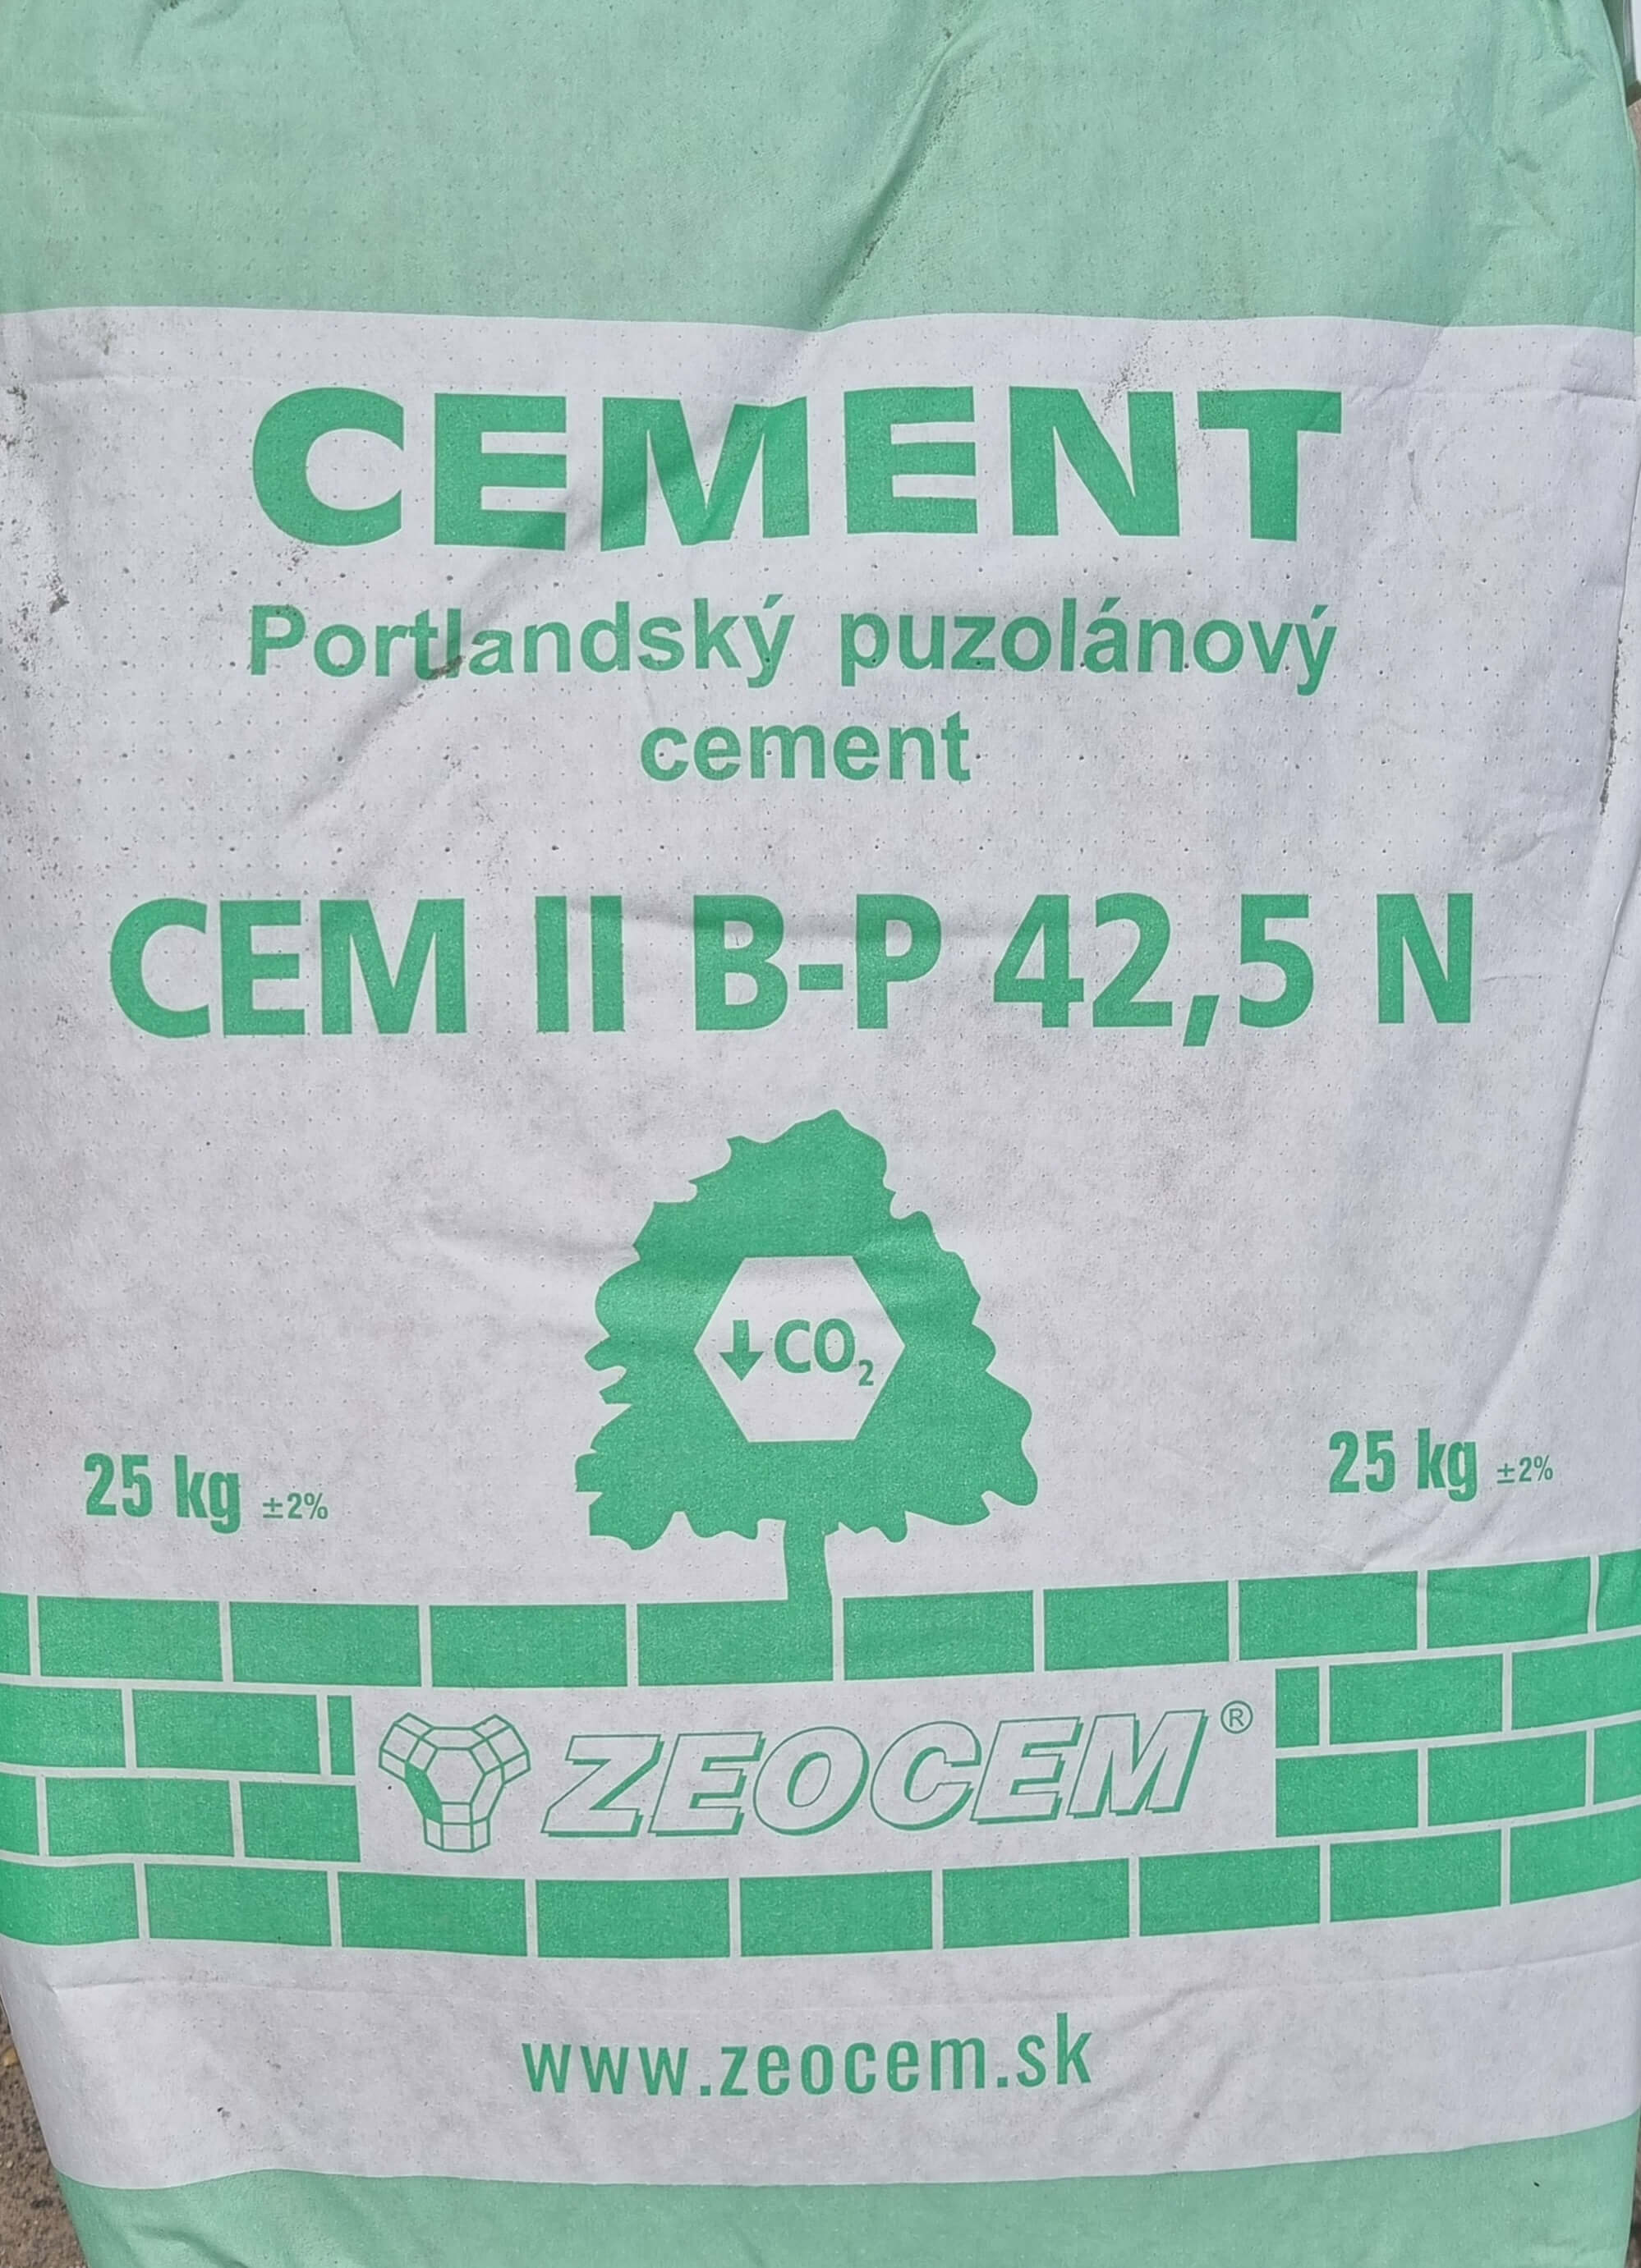 CEMENT
Portlandský puzolánový
cement
CEM II B-P 42,5 N
↓CO₂
25 kg ±2%
25 kg ±2%
ZEOCEM®
www.zeocem.sk